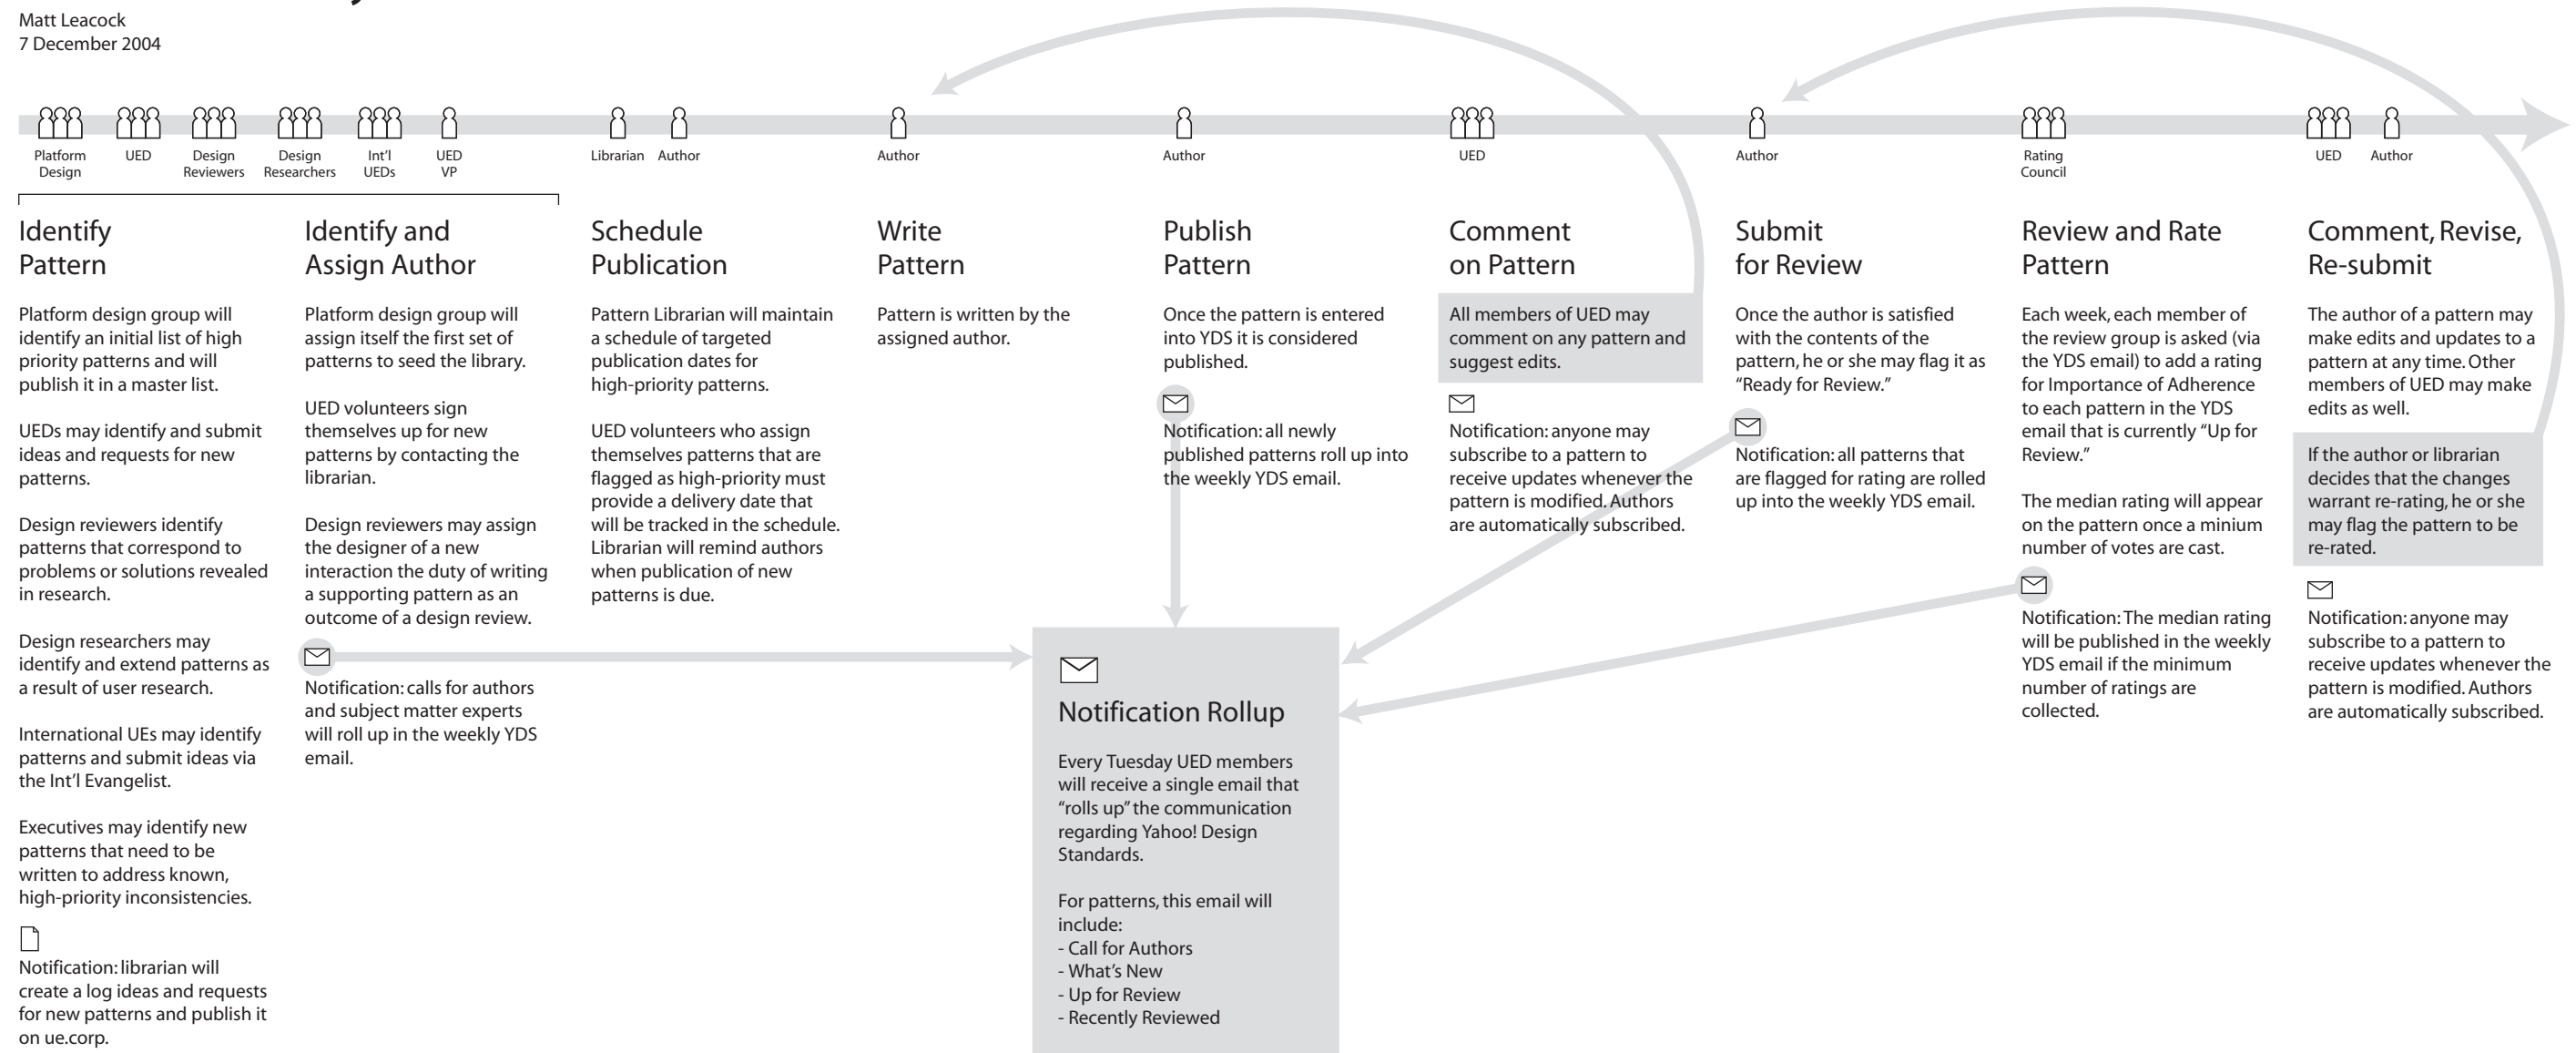 Matt Leacock
7 December 2004
Platform
Design
UED
Design
Reviewers
Design
Researchers
Int'l
UEDs
UED
VP
Librarian
Author
Author
Author
UED
Author
Rating
Council
UED
Author
Identify
Pattern
Platform design group will
identify an initial list of high
priority patterns and will
publish it in a master list.
UEDs may identify and submit
ideas and requests for new
patterns.
Design reviewers identify
patterns that correspond to
problems or solutions revealed
in research.
Design researchers may
identify and extend patterns as
a result of user research.
International UEs may identify
patterns and submit ideas via
the Int'l Evangelist.
Executives may identify new
patterns that need to be
written to address known,
high-priority inconsistencies.
Notification: librarian will
create a log ideas and requests
for new patterns and publish it
on ue.corp.
Identify and
Assign Author
Platform design group will
assign itself the first set of
patterns to seed the library.
UED volunteers sign
themselves up for new
patterns by contacting the
librarian.
Design reviewers may assign
the designer of a new
interaction the duty of writing
a supporting pattern as an
outcome of a design review.
Notification: calls for authors
and subject matter experts
will roll up in the weekly YDS
email.
Schedule
Publication
Pattern Librarian will maintain
a schedule of targeted
publication dates for
high-priority patterns.
UED volunteers who assign
themselves patterns that are
flagged as high-priority must
provide a delivery date that
will be tracked in the schedule.
Librarian will remind authors
when publication of new
patterns is due.
Write
Pattern
Pattern is written by the
assigned author.
Publish
Pattern
Once the pattern is entered
into YDS it is considered
published.
Notification: all newly
published patterns roll up into
the weekly YDS email.
Comment
on Pattern
All members of UED may
comment on any pattern and
suggest edits.
Notification: anyone may
subscribe to a pattern to
receive updates whenever the
pattern is modified. Authors
are automatically subscribed.
Submit
for Review
Once the author is satisfied
with the contents of the
pattern, he or she may flag it as
“Ready for Review.”
Notification: all patterns that
are flagged for rating are rolled
up into the weekly YDS email.
Review and Rate
Pattern
Each week, each member of
the review group is asked (via
the YDS email) to add a rating
for Importance of Adherence
to each pattern in the YDS
email that is currently “Up for
Review.”
The median rating will appear
on the pattern once a minium
number of votes are cast.
Notification: The median rating
will be published in the weekly
YDS email if the minimum
number of ratings are
collected.
Comment, Revise,
Re-submit
The author of a pattern may
make edits and updates to a
pattern at any time. Other
members of UED may make
edits as well.
If the author or librarian
decides that the changes
warrant re-rating, he or she
may flag the pattern to be
re-rated.
Notification: anyone may
subscribe to a pattern to
receive updates whenever the
pattern is modified. Authors
are automatically subscribed.
Notification Rollup
Every Tuesday UED members
will receive a single email that
“rolls up” the communication
regarding Yahoo! Design
Standards.
For patterns, this email will
include:
- Call for Authors
- What's New
- Up for Review
- Recently Reviewed